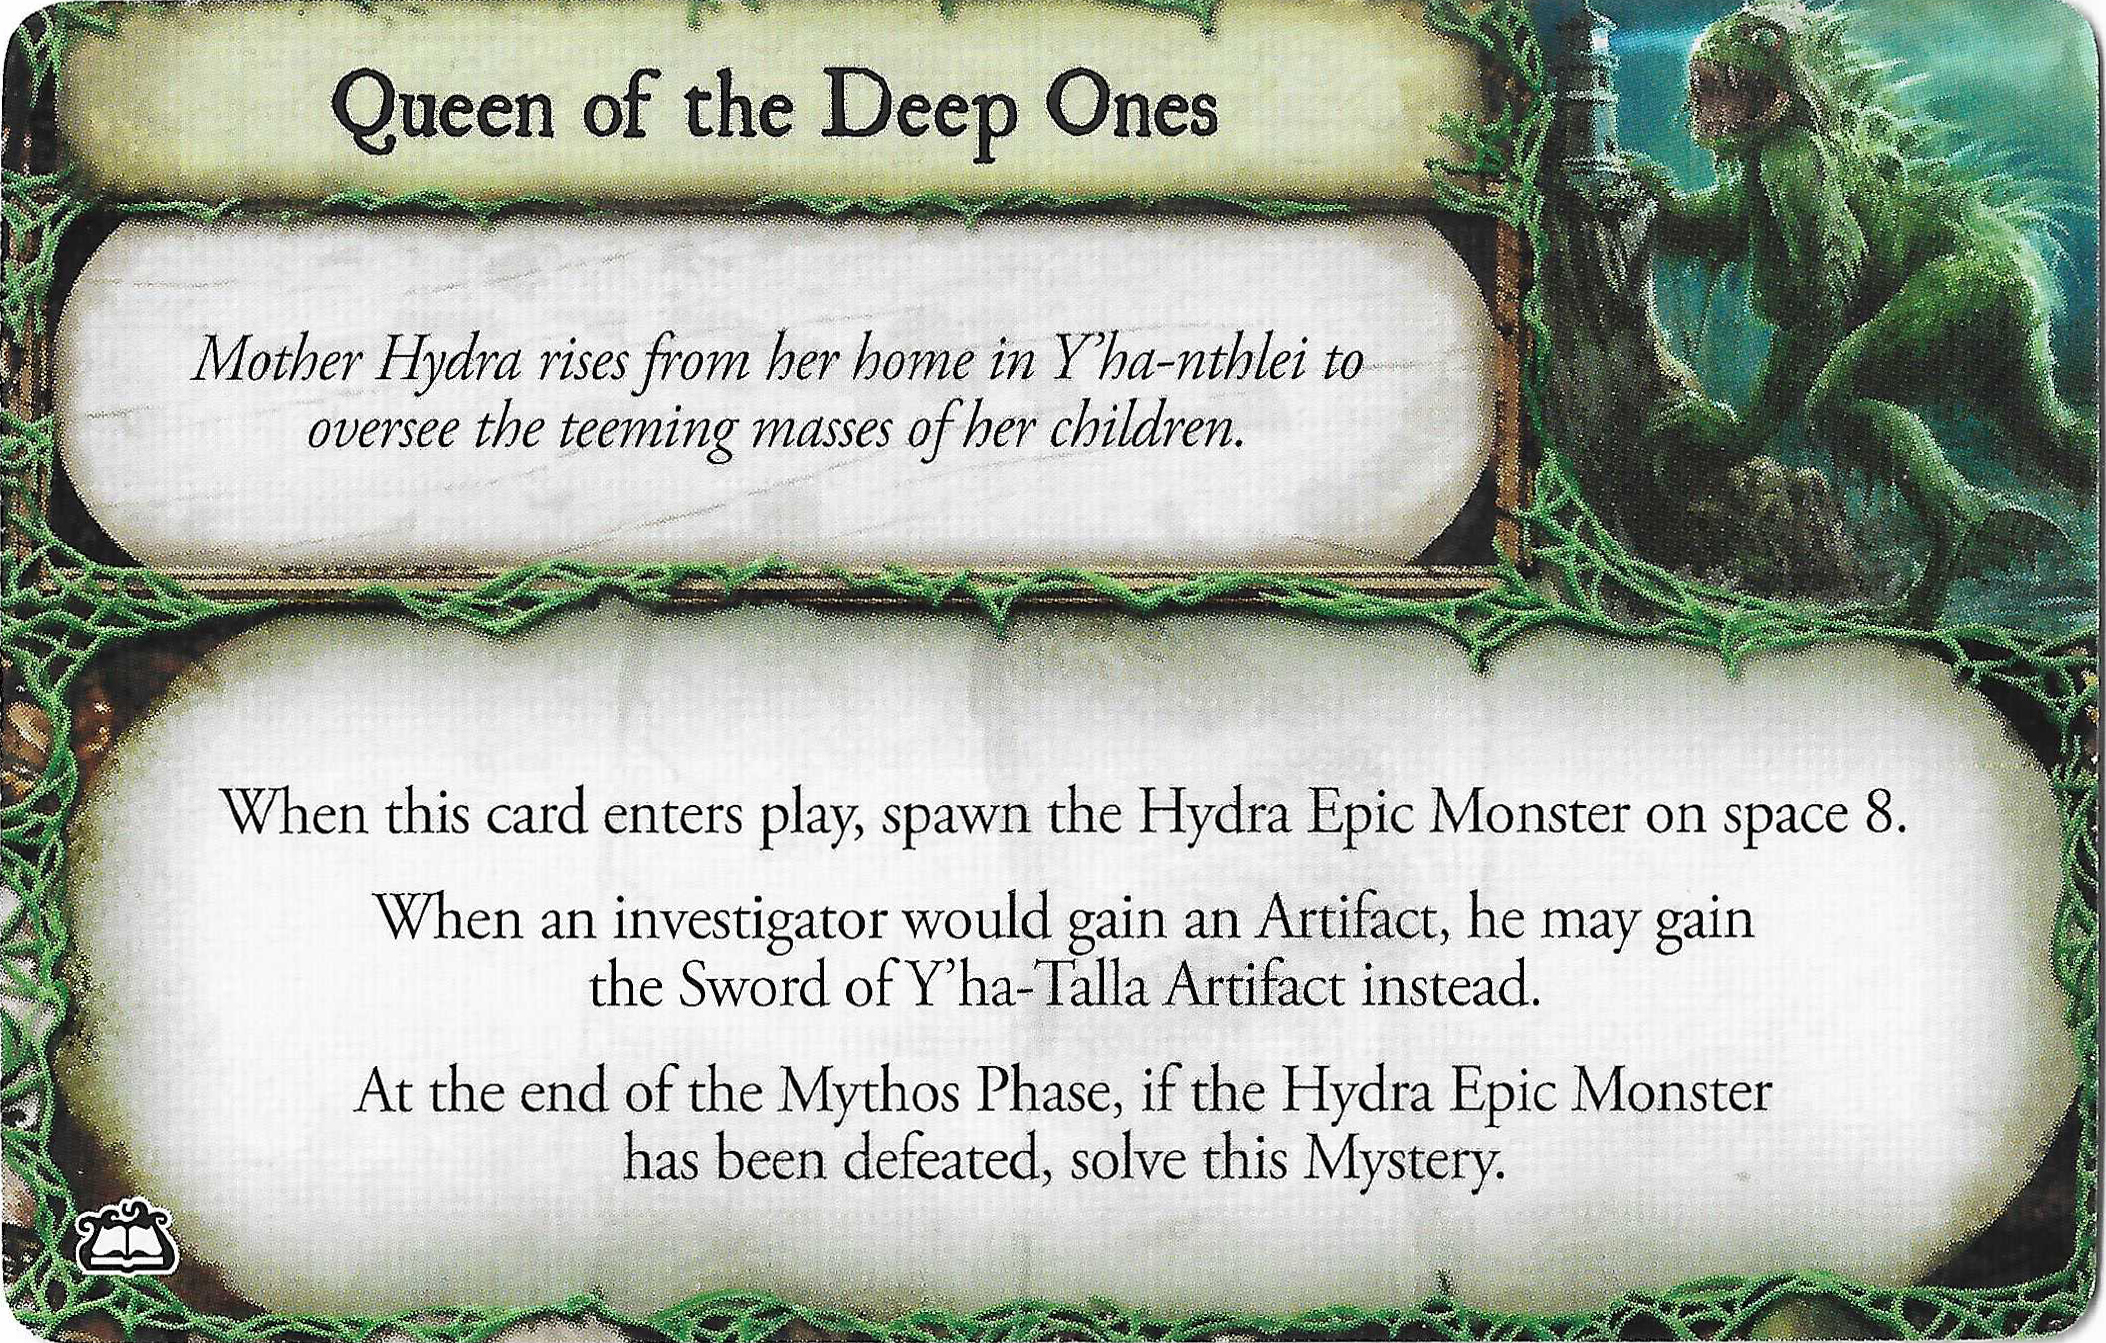 Queen of the Deep Ones
Mother Hydra rises from her home in Y'ha-nthlei to
oversee the teeming masses of her children.
When this card enters play, spawn the Hydra Epic Monster on space 8.
When an investigator would gain an Artifact, he may gain
the Sword of Y'ha-Talla Artifact instead.
At the end of the Mythos Phase, if the Hydra Epic Monster
has been defeated, solve this Mystery.